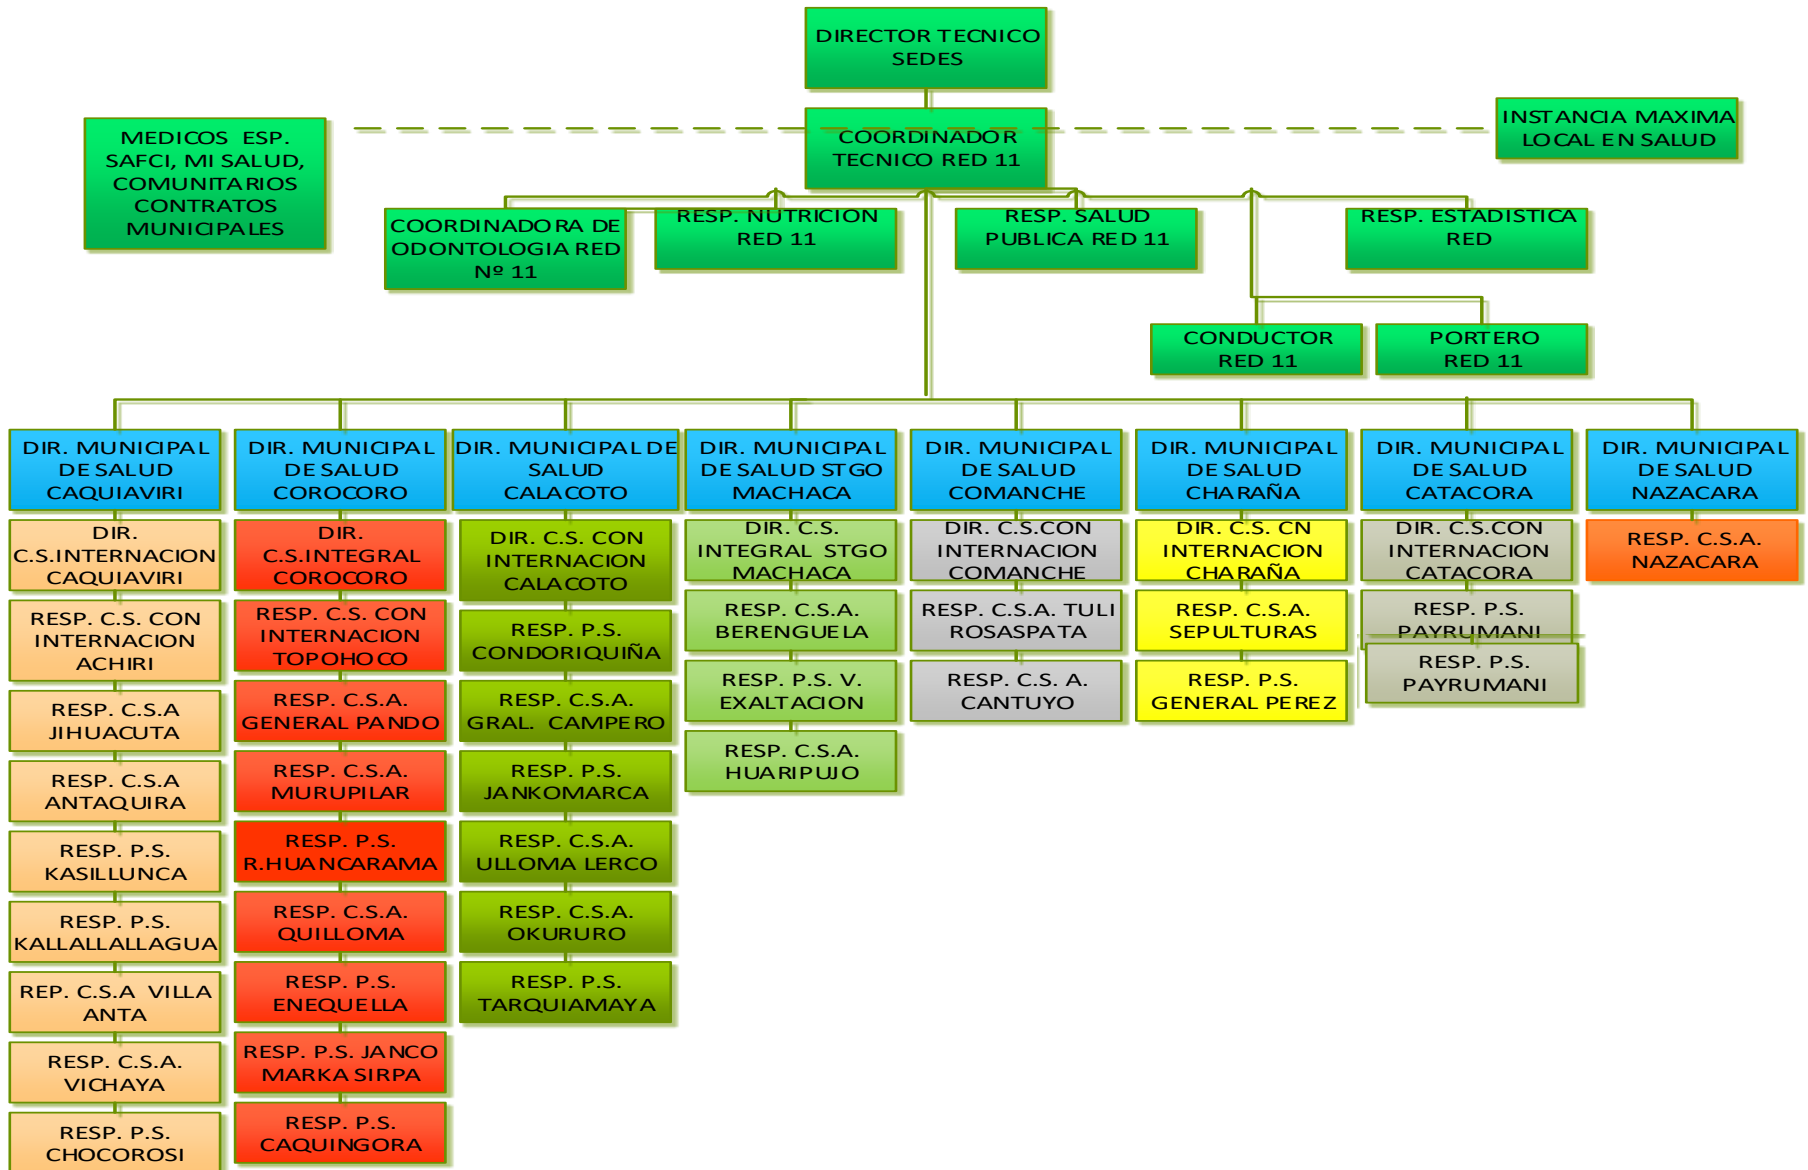 DIRECTOR TECNICO
SEDES
MEDICOS ESP.
SAFCI, MI SALUD,
COMUNITARIOS
CONTRATOS
MUNICIPALES
COORDINADOR
TECNICO RED 11
INSTANCIA MAXIMA
LOCAL EN SALUD
COORDINADORA DE
ODONTOLOGIA RED
Nº 11
RESP. NUTRICION
RED 11
RESP. SALUD
PUBLICA RED 11
RESP. ESTADISTICA
RED
CONDUCTOR
RED 11
PORTERO
RED 11
DIR. MUNICIPAL
DE SALUD
CAQUIAVIRI
DIR. MUNICIPAL
DE SALUD
COROCORO
DIR. MUNICIPAL DE
SALUD
CALACOTO
DIR. MUNICIPAL
DE SALUD STGO
MACHACA
DIR. MUNICIPAL
DE SALUD
COMANCHE
DIR. MUNICIPAL
DE SALUD
CHARAÑA
DIR. MUNICIPAL
DE SALUD
CATACORA
DIR. MUNICIPAL
DE SALUD
NAZACARA
DIR.
C.S.INTERNACION
CAQUIAVIRI
RESP. C.S. CON
INTERNACION
ACHIRI
RESP. C.S.A
JIHUACUTA
RESP. C.S.A
ANTAQUIRA
RESP. P.S.
KASILLUNCA
RESP. P.S.
KALLALLALLAGUA
REP. C.S.A VILLA
ANTA
RESP. C.S.A.
VICHAYA
RESP. P.S.
CHOCOROSI
DIR.
C.S.INTEGRAL
COROCORO
RESP. C.S. CON
INTERNACION
TOPOHOCO
RESP. C.S.A.
GENERAL PANDO
RESP. C.S.A.
MURUPILAR
RESP. P.S.
R.HUANCARAMA
RESP. C.S.A.
QUILLOMA
RESP. P.S.
ENEQUELLA
RESP. P.S. JANCO
MARKA SIRPA
RESP. P.S.
CAQUINGORA
DIR. C.S. CON
INTERNACION
CALACOTO
RESP. P.S.
CONDORIQUIÑA
RESP. C.S.A.
GRAL. CAMPERO
RESP. P.S.
JANKOMARCA
RESP. C.S.A.
ULLOMA LERCO
RESP. C.S.A.
OKURURO
RESP. P.S.
TARQUIAMAYA
DIR. C.S.
INTEGRAL STGO
MACHACA
RESP. C.S.A.
BERENGUELA
RESP. P.S. V.
EXALTACION
RESP. C.S.A.
HUARIPUJO
DIR. C.S.CON
INTERNACION
COMANCHE
RESP. C.S.A. TULI
ROSASPATA
RESP. C.S. A.
CANTUYO
DIR. C.S. CN
INTERNACION
CHARAÑA
RESP. C.S.A.
SEPULTURAS
RESP. P.S.
GENERAL PEREZ
DIR. C.S.CON
INTERNACION
CATACORA
RESP. P.S.
PAYRUMANI
RESP. P.S.
PAYRUMANI
RESP. C.S.A.
NAZACARA